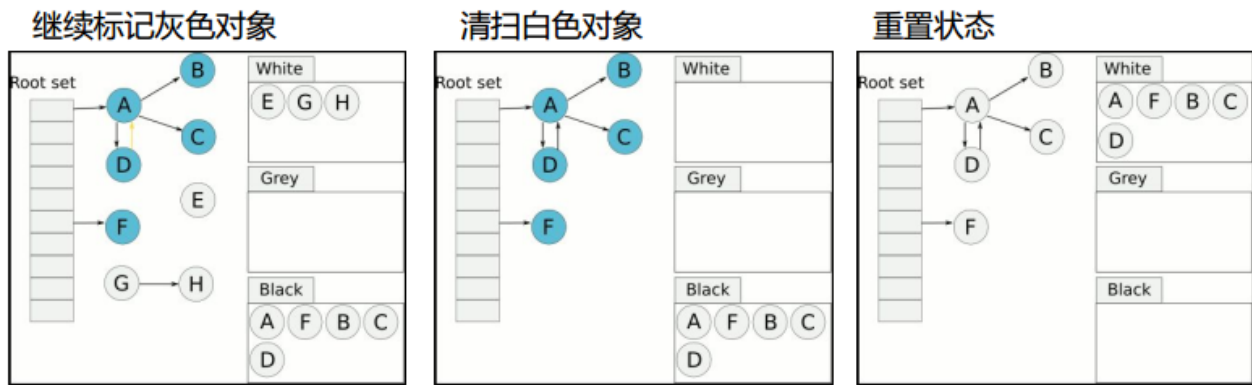 继续标记灰色对象
Root set
A
B
C
D
E
F
G
H
White
E G H
Grey
Black
A F B C
D
清扫白色对象
Root set
A
B
C
D
F
White
Grey
Black
A F B C
D
重置状态
Root set
A
B
C
D
F
White
A F B C
D
Grey
Black